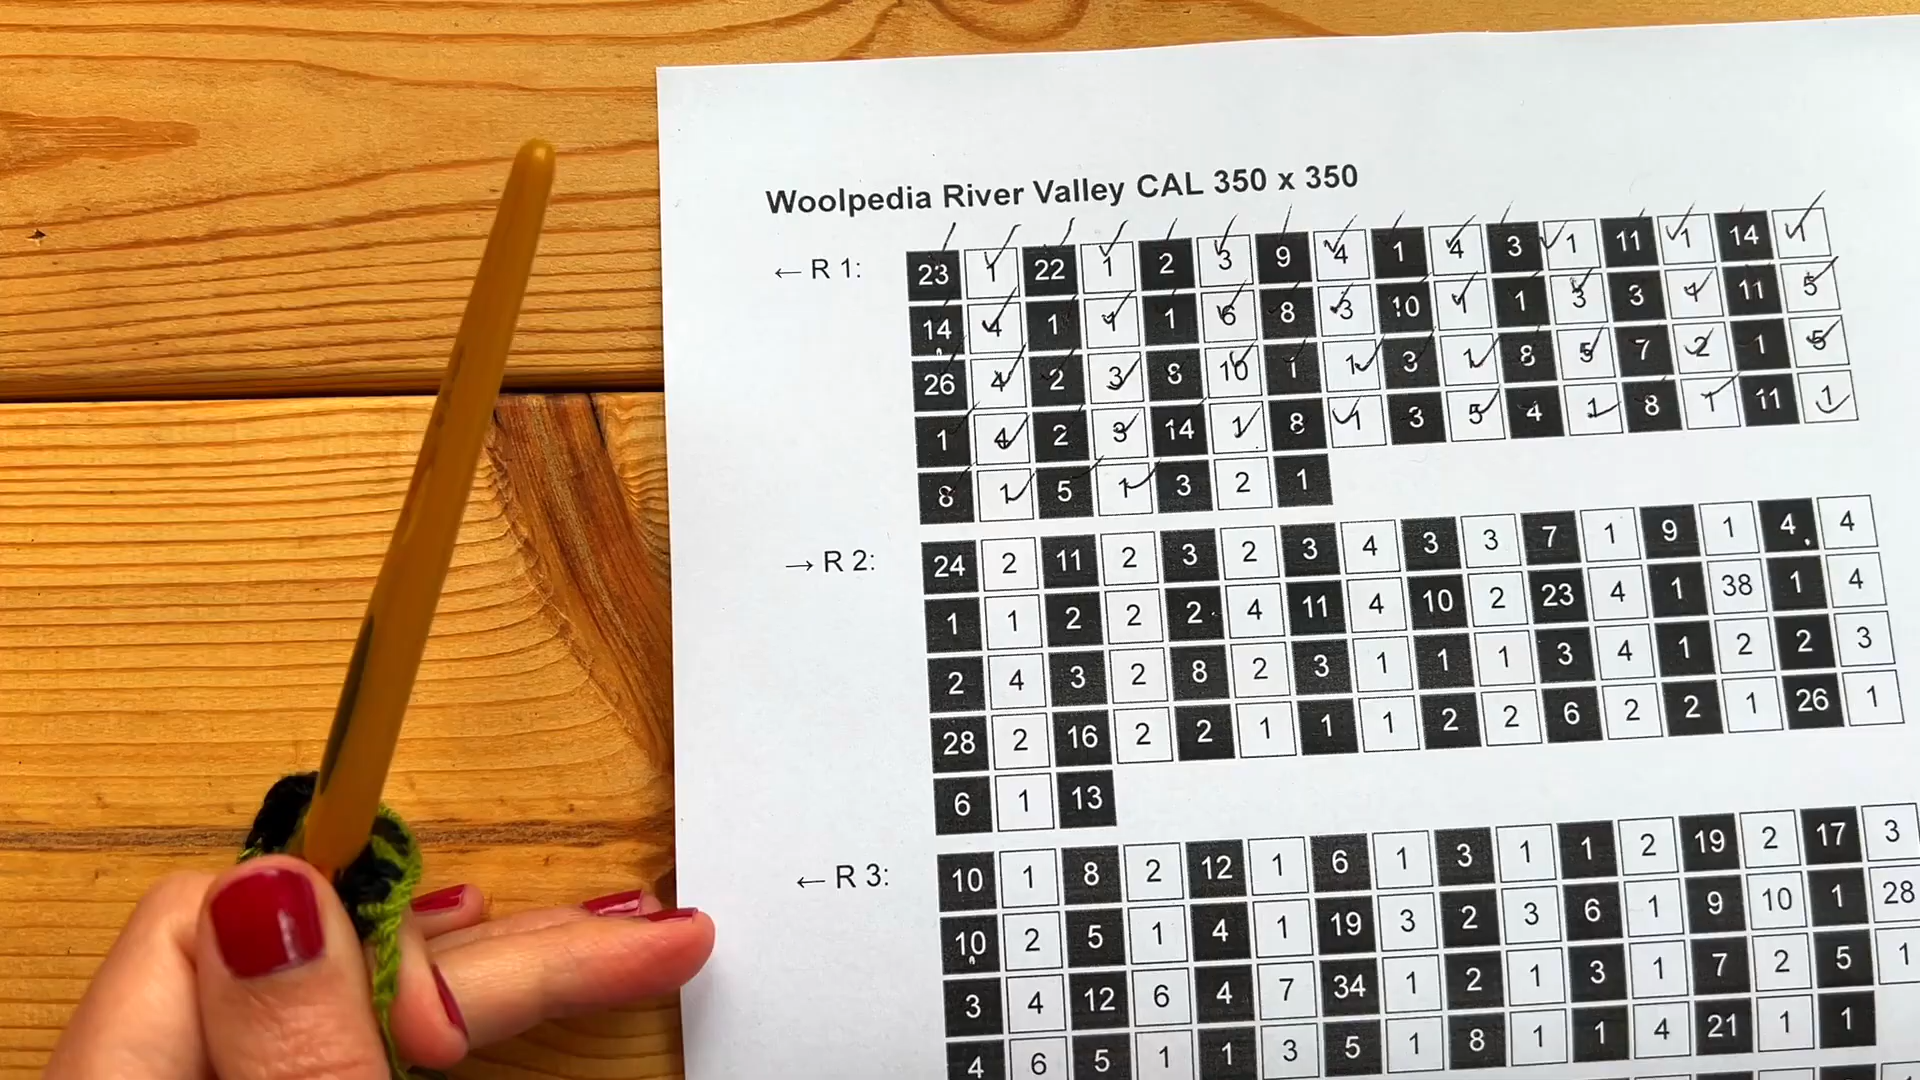 Woolpedia River Valley CAL 350 x 350
← R 1: 23 1 22 1 2 3 9 4 1 4 3 1 11 1 14 1
14 4 1 1 1 6 8 3 10 1 1 3 3 4 11 5
26 4 2 3 8 10 1 1 3 1 8 5 7 2 1 5
1 4 2 3 14 1 8 1 3 5 4 1 8 1 11 1
8 1 5 1 3 2 1
→ R 2: 24 2 11 2 3 2 3 4 3 3 7 1 9 1 4 4
1 1 2 2 2 4 11 4 10 2 23 4 1 38 1 4
2 4 3 2 8 2 3 1 1 1 3 4 1 2 2 3
28 2 16 2 2 1 1 1 2 2 6 2 2 1 26 1
6 1 13
← R 3: 10 1 8 2 12 1 6 1 3 1 1 2 19 2 17 3
10 2 5 1 4 1 19 3 2 3 6 1 9 10 1 28
3 4 12 6 4 7 34 1 2 1 3 1 7 2 5 1
4 6 5 1 1 3 5 1 8 1 1 4 21 1 1